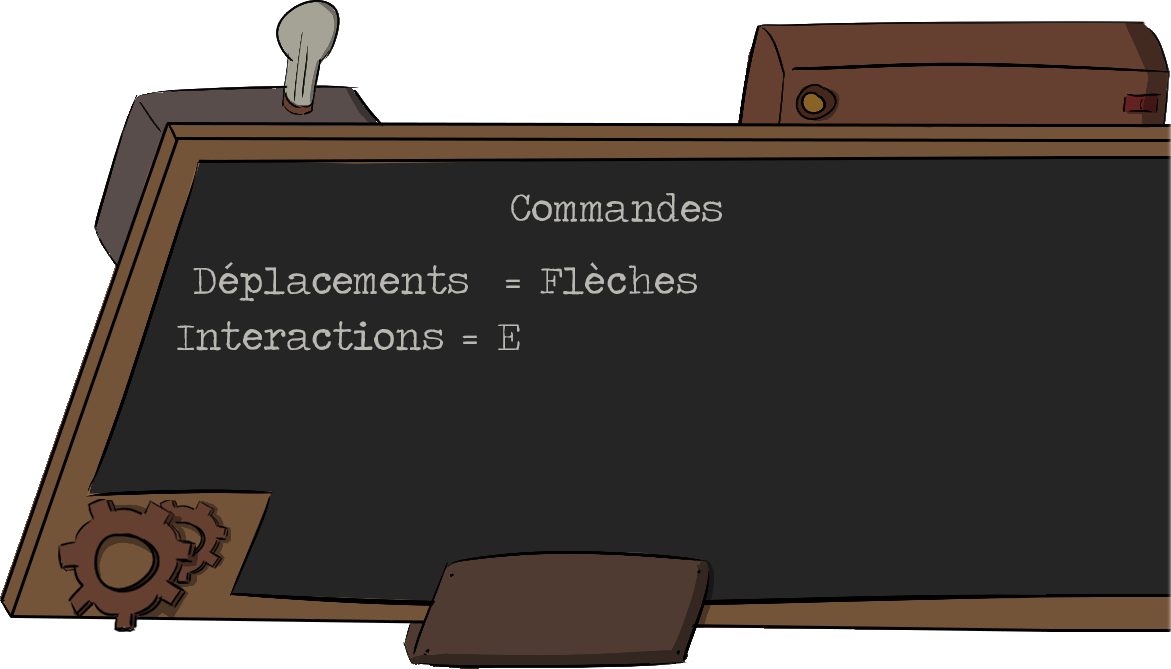 Commandes
Déplacements = Flèches
Interactions = E